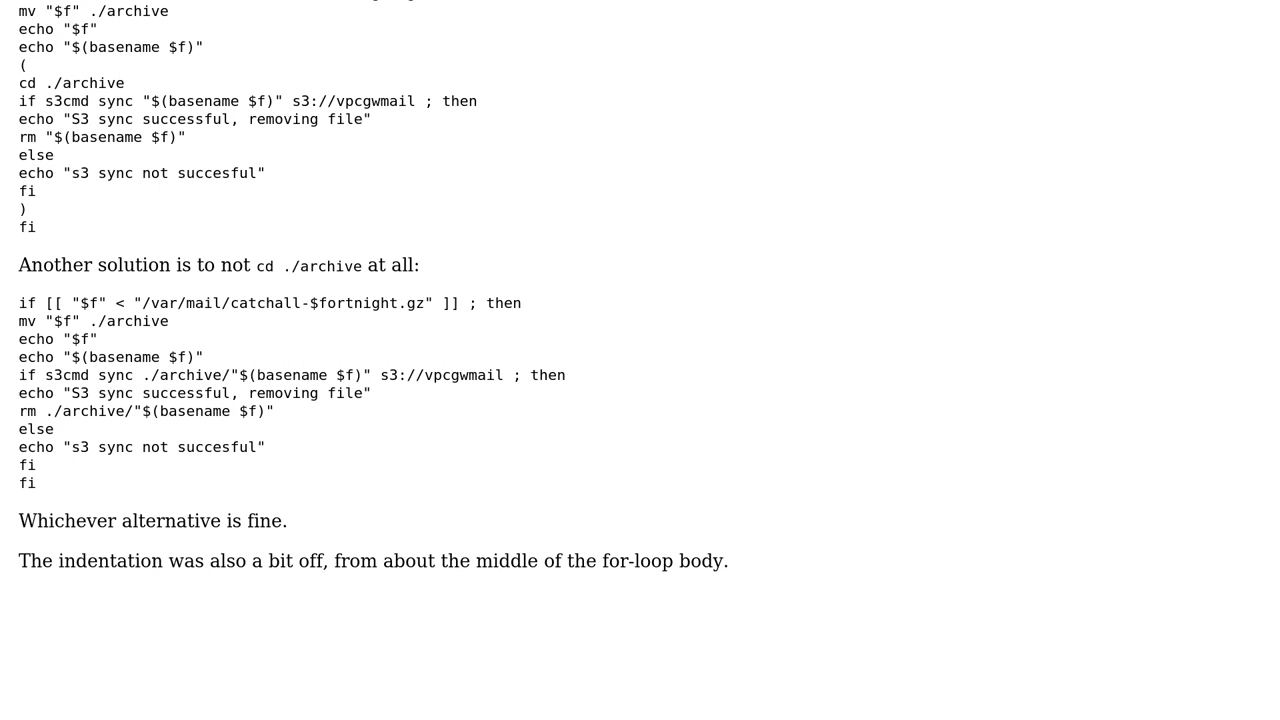 mv "$f" ./archive
echo "$f"
echo "$(basename $f)"
(
cd ./archive
if s3cmd sync "$(basename $f)" s3://vpcgwmail ; then
echo "S3 sync successful, removing file"
rm "$(basename $f)"
else
echo "s3 sync not succesful"
fi
)
fi
Another solution is to not cd ./archive at all:
if [[ "$f" < "/var/mail/catchall-$fortnight.gz" ]] ; then
mv "$f" ./archive
echo "$f"
echo "$(basename $f)"
if s3cmd sync ./archive/"$(basename $f)" s3://vpcgwmail ; then
echo "S3 sync successful, removing file"
rm ./archive/"$(basename $f)"
else
echo "s3 sync not succesful"
fi
fi
Whichever alternative is fine.
The indentation was also a bit off, from about the middle of the for-loop body.